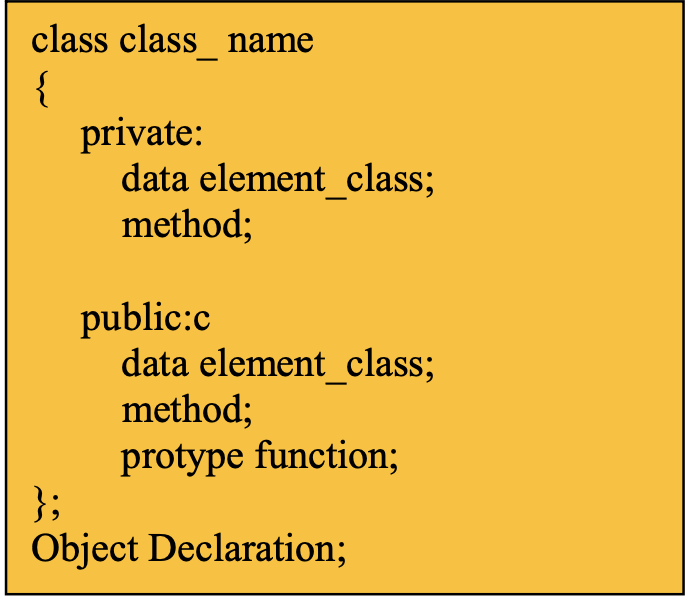 class class_ name
{
private:
data element_class;
method;
public:c
data element_class;
method;
protype function;
};
Object Declaration;